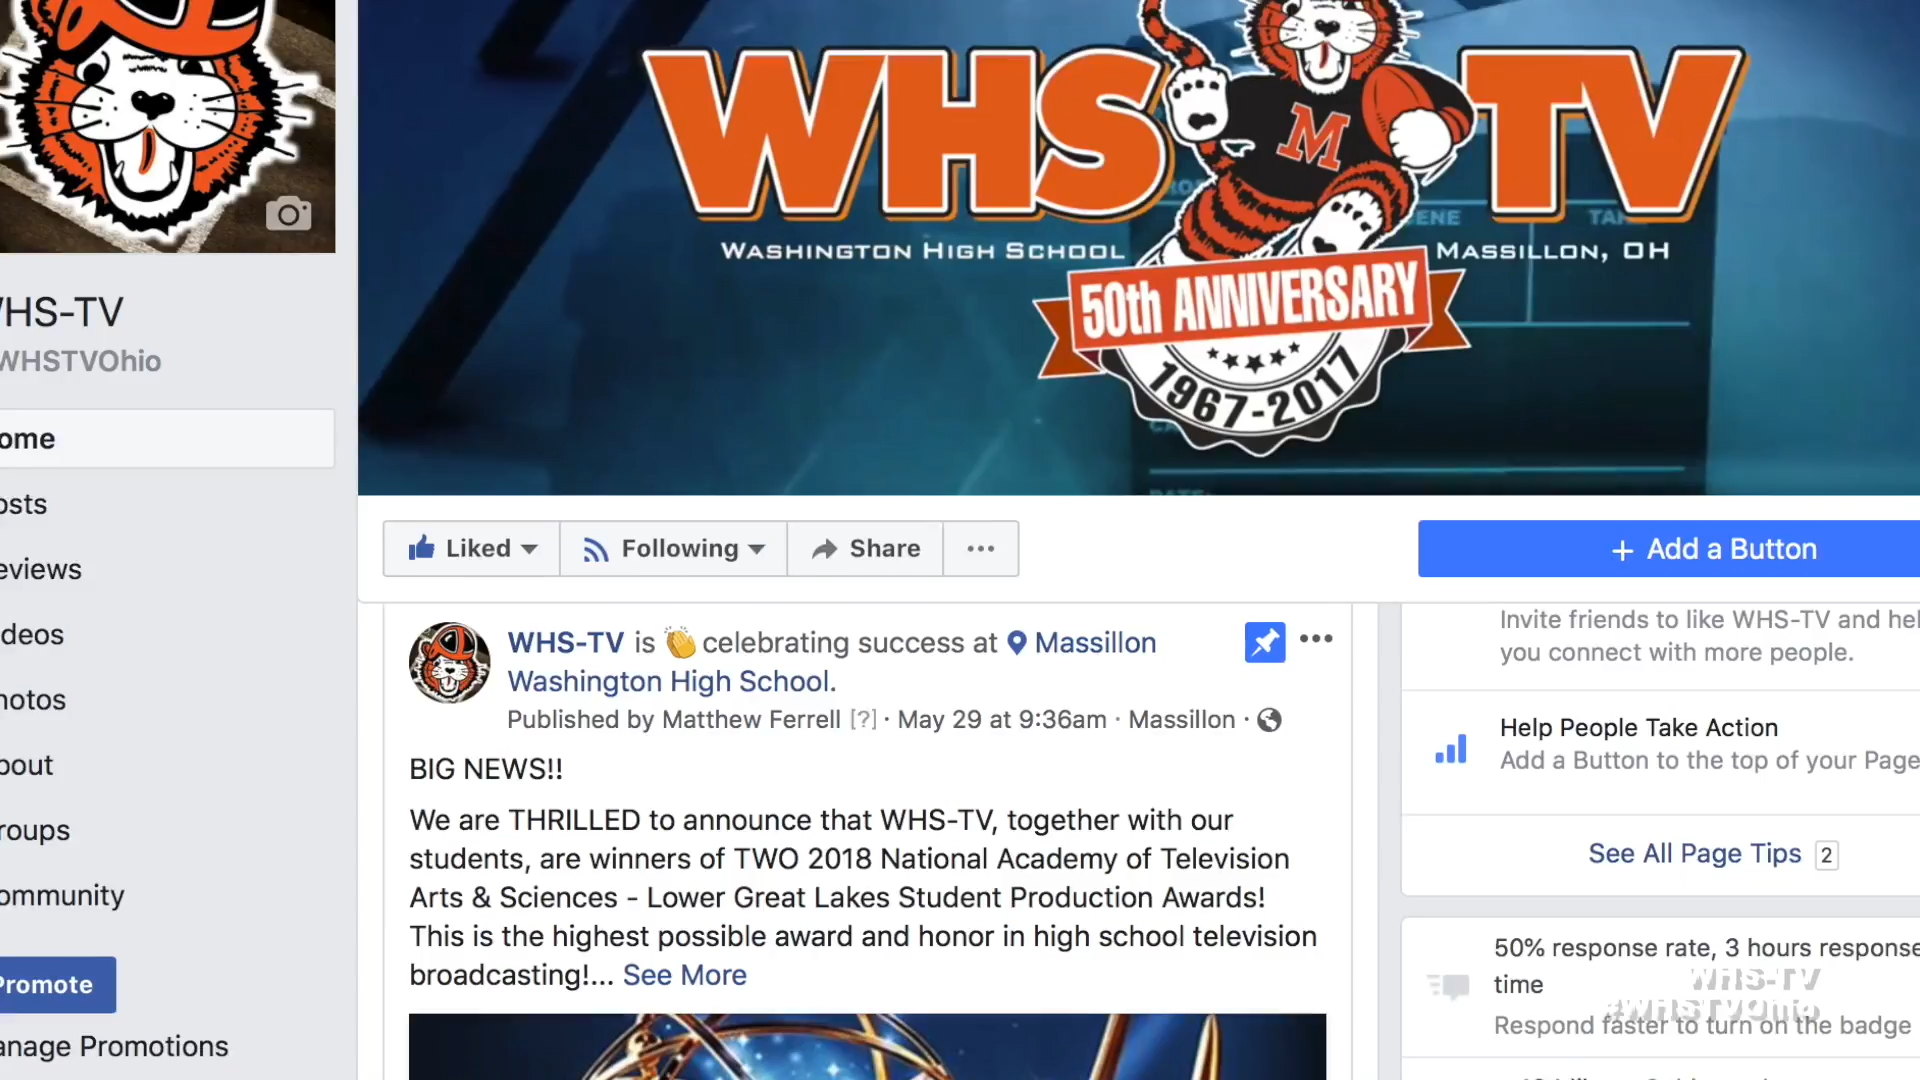 WHS TV
M
WASHINGTON HIGH SCHOOL
MASSILLON, OH
50th ANNIVERSARY
1967-2017
HS-TV
WHSTVOhio
ome
osts
eviews
deos
hotos
bout
roups
ommunity
Promote
anage Promotions
Liked
Following
Share
+ Add a Button
WHS-TV is 👏 celebrating success at Massillon
Washington High School.
Published by Matthew Ferrell [?] · May 29 at 9:36am · Massillon ·
BIG NEWS!!
We are THRILLED to announce that WHS-TV, together with our
students, are winners of TWO 2018 National Academy of Television
Arts & Sciences - Lower Great Lakes Student Production Awards!
This is the highest possible award and honor in high school television
broadcasting!... See More
Invite friends to like WHS-TV and hel
you connect with more people.
Help People Take Action
Add a Button to the top of your Page
See All Page Tips 2
50% response rate, 3 hours response
time
Respond faster to turn on the badge
WHS-TV
#WHSTVOhio